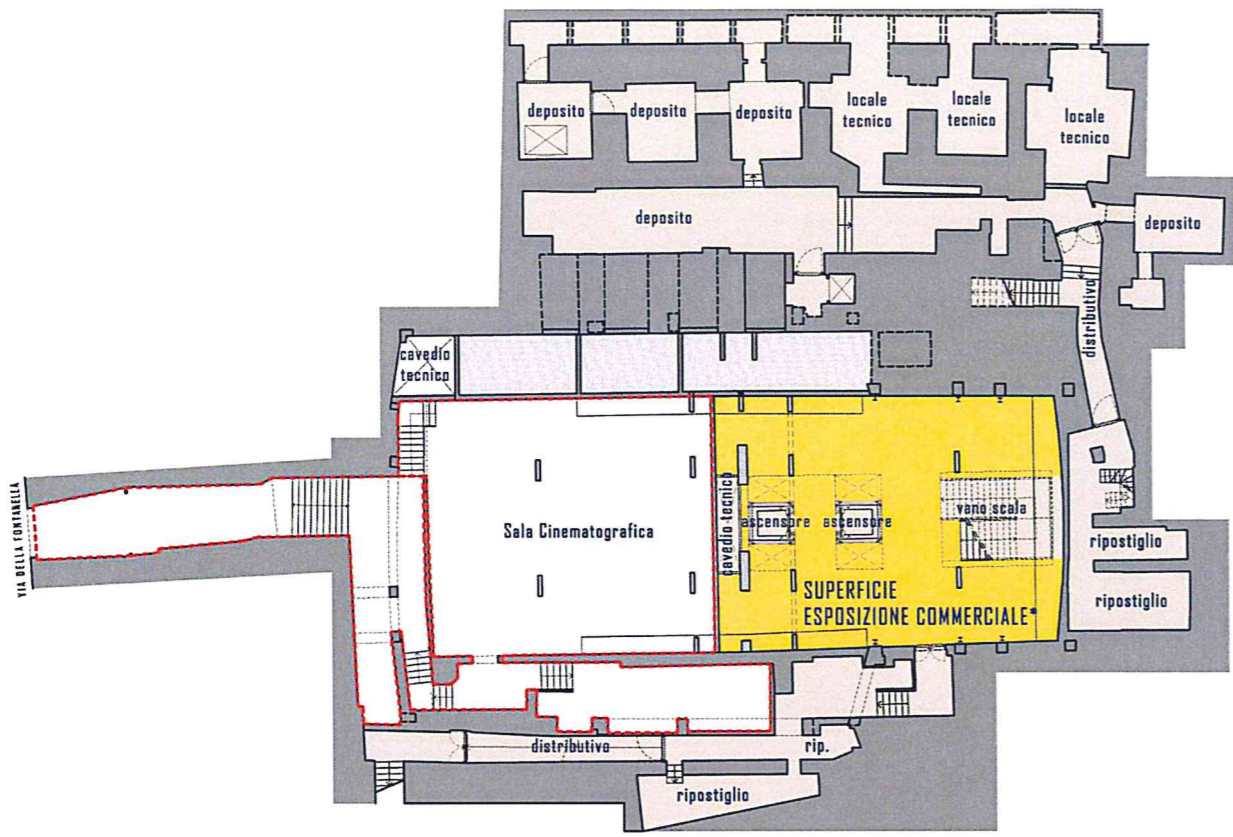 deposito
deposito
deposito
locale
tecnico
locale
tecnico
locale
tecnico
deposito
deposito
distributivo
cavedio
tecnico
VIA DELLA FONTANELLA
Sala Cinematografica
cavedio tecnico
ascensore
ascensore
vano scala
SUPERFICIE
ESPOSIZIONE COMMERCIALE*
ripostiglio
ripostiglio
distributivo
rip.
ripostiglio